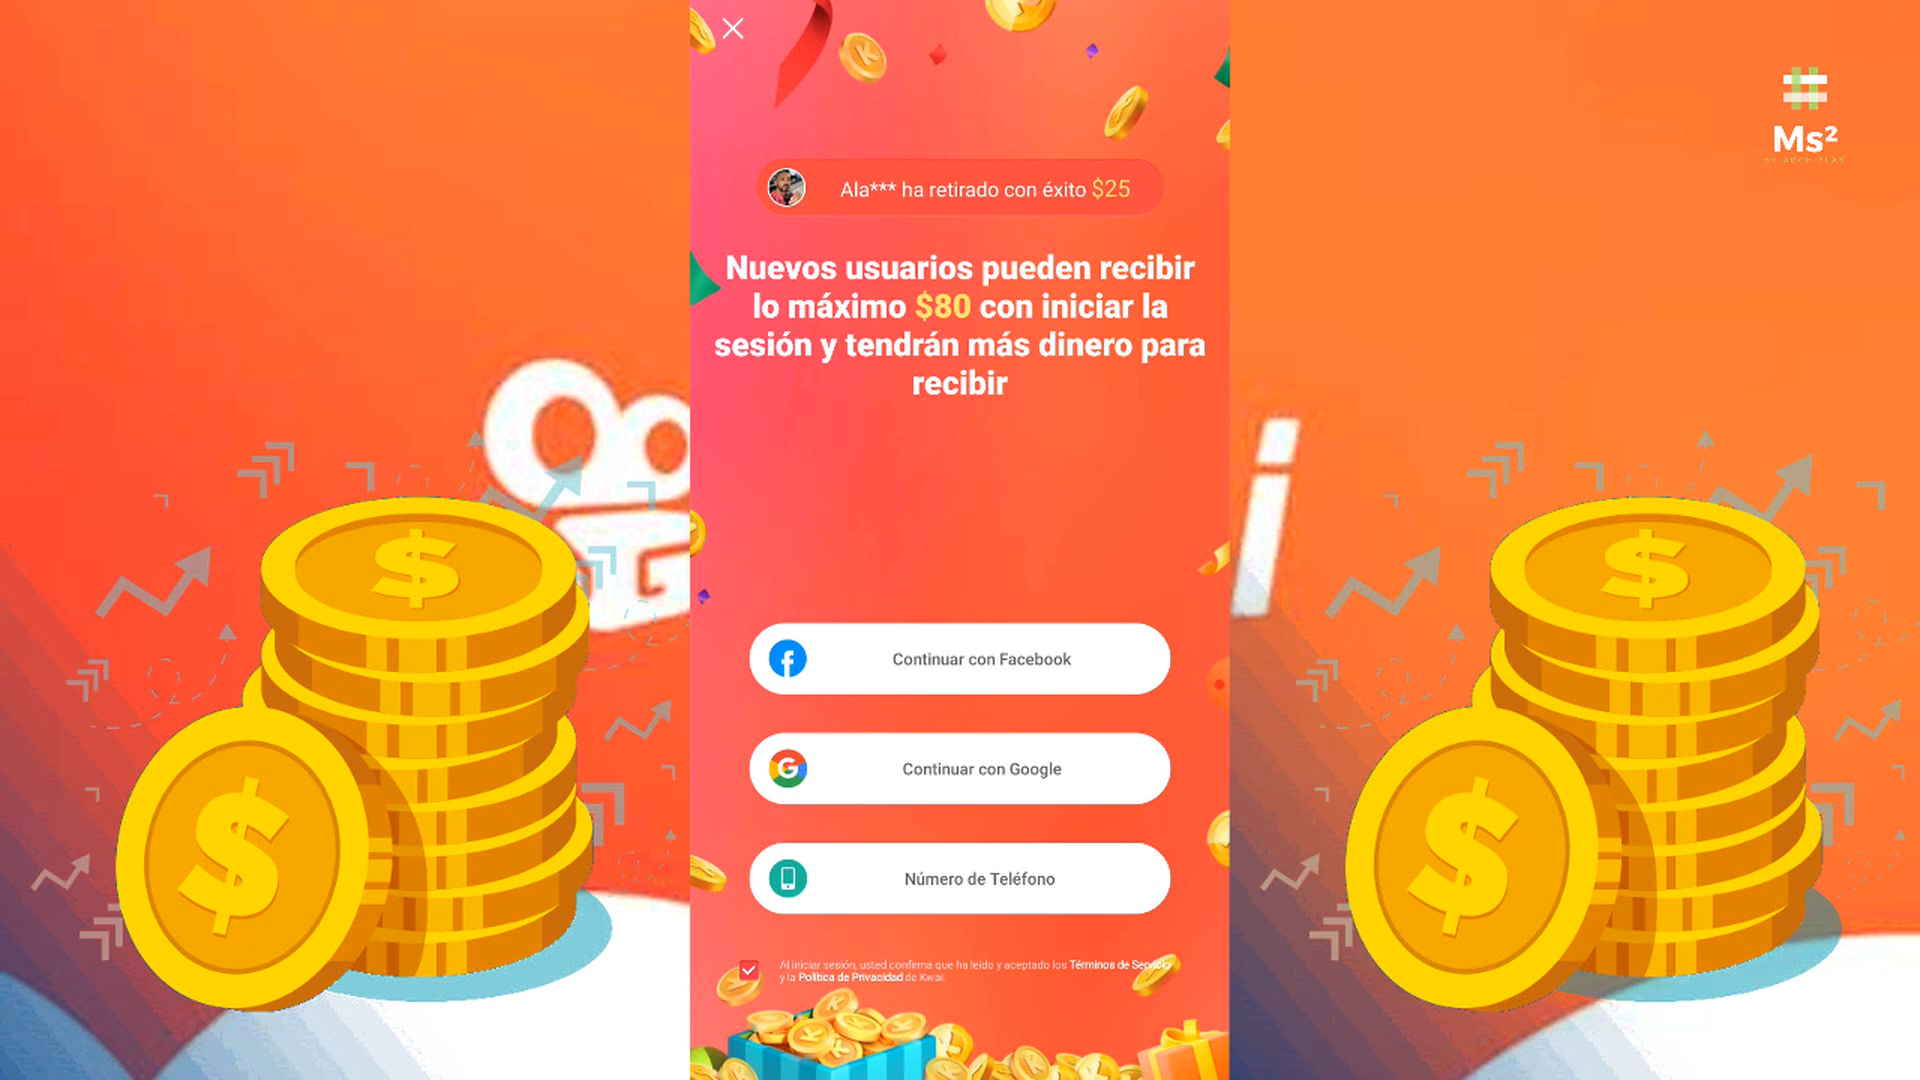 Ms²
BY ARCHIPLAN
Ala*** ha retirado con éxito $25
Nuevos usuarios pueden recibir
lo máximo $80 con iniciar la
sesión y tendrán más dinero para
recibir
Continuar con Facebook
Continuar con Google
Número de Teléfono
Al iniciar sesión, usted confirma que ha leído y aceptado los Términos de Servicio
y la Política de Privacidad de Kwai.